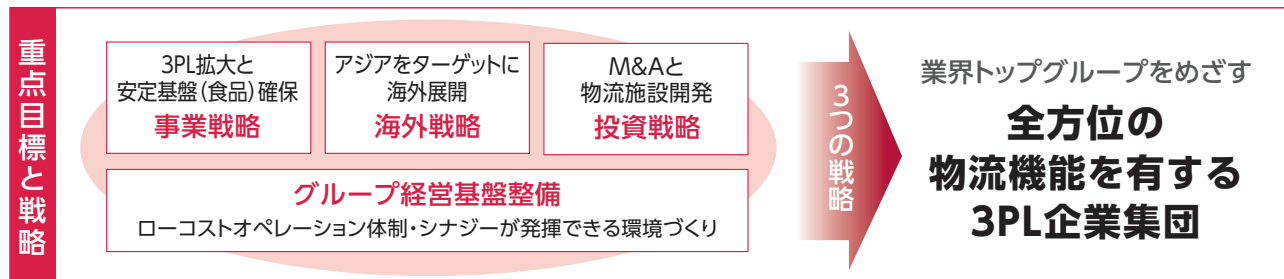 重点目標と戦略
3PL拡大と
安定基盤（食品）確保
事業戦略
アジアをターゲットに
海外展開
海外戦略
M&Aと
物流施設開発
投資戦略
グループ経営基盤整備
ローコストオペレーション体制・シナジーが発揮できる環境づくり
3つの戦略
業界トップグループをめざす
全方位の
物流機能を有する
3PL企業集団